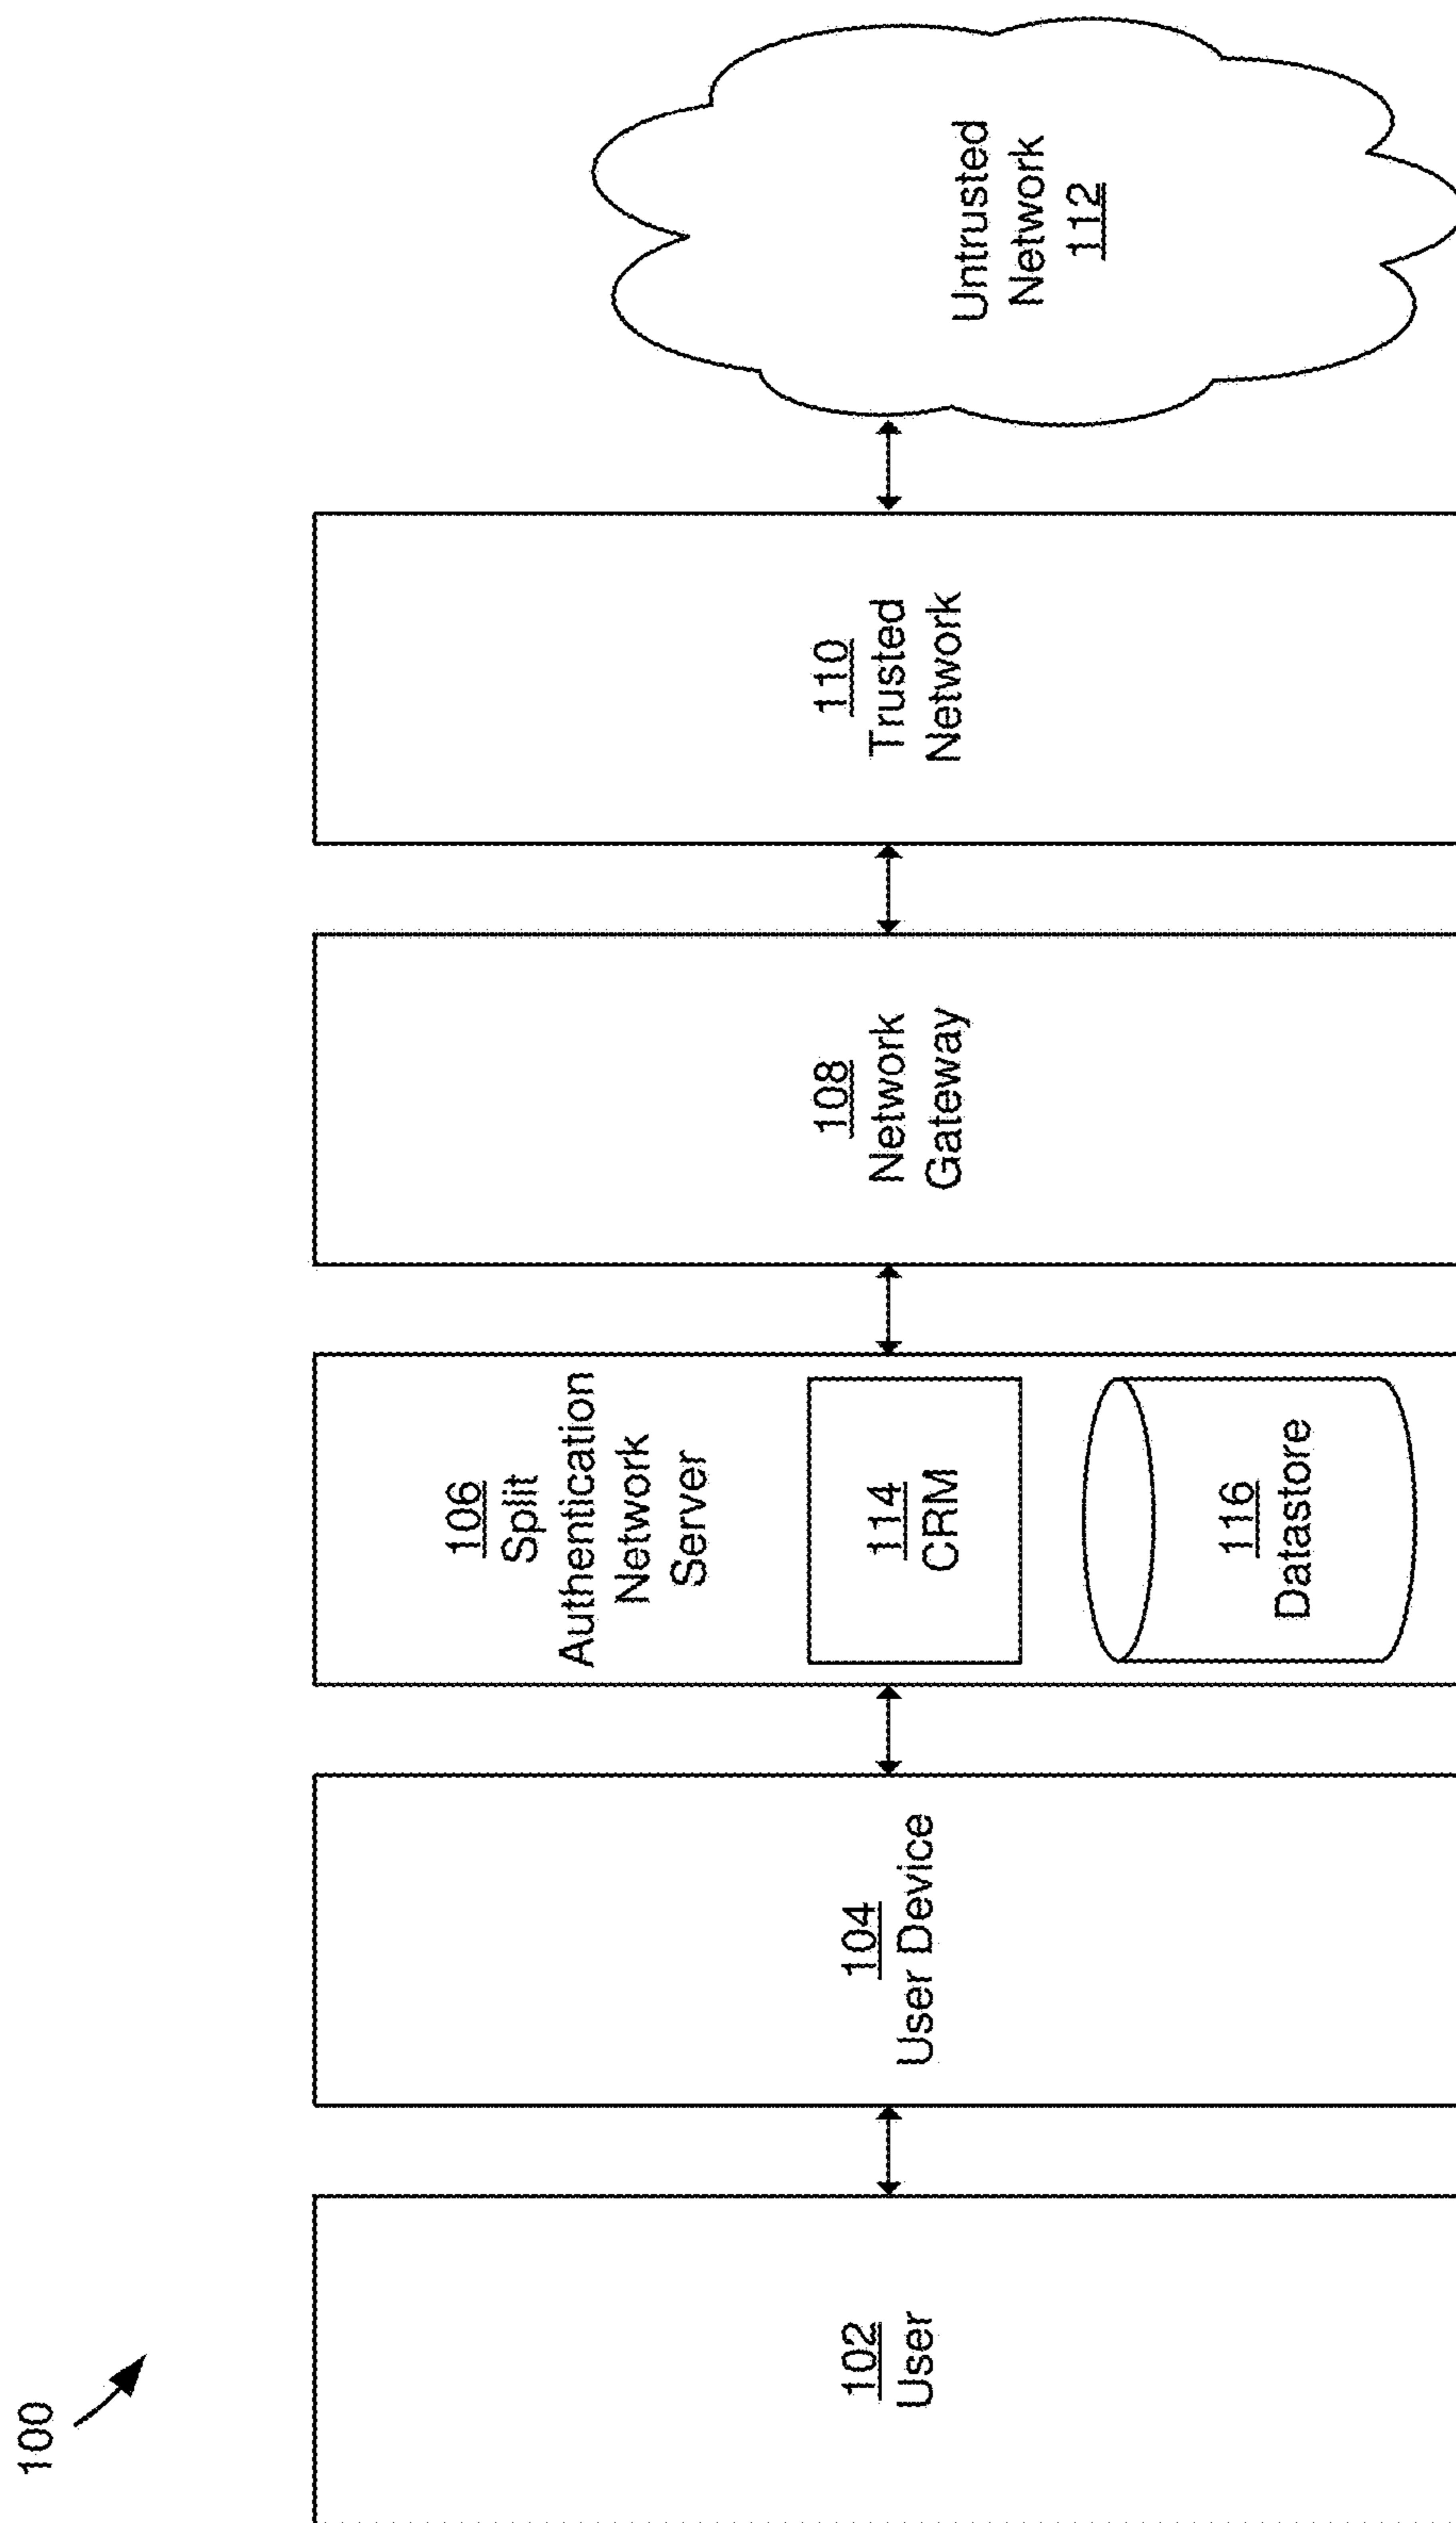 100
102
User
104
User Device
106
Split
Authentication
Network
Server
114
CRM
116
Datastore
108
Network
Gateway
110
Trusted
Network
Untrusted
Network
112